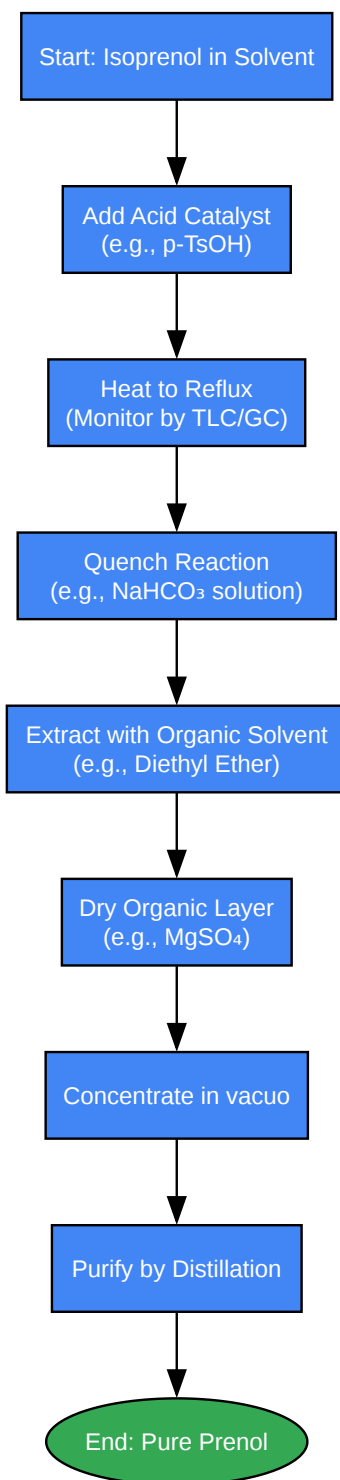 Start: Isoprenol in Solvent
Add Acid Catalyst
(e.g., p-TsOH)
Heat to Reflux
(Monitor by TLC/GC)
Quench Reaction
(e.g., NaHCO₃ solution)
Extract with Organic Solvent
(e.g., Diethyl Ether)
Dry Organic Layer
(e.g., MgSO₄)
Concentrate in vacuo
Purify by Distillation
End: Pure Prenol